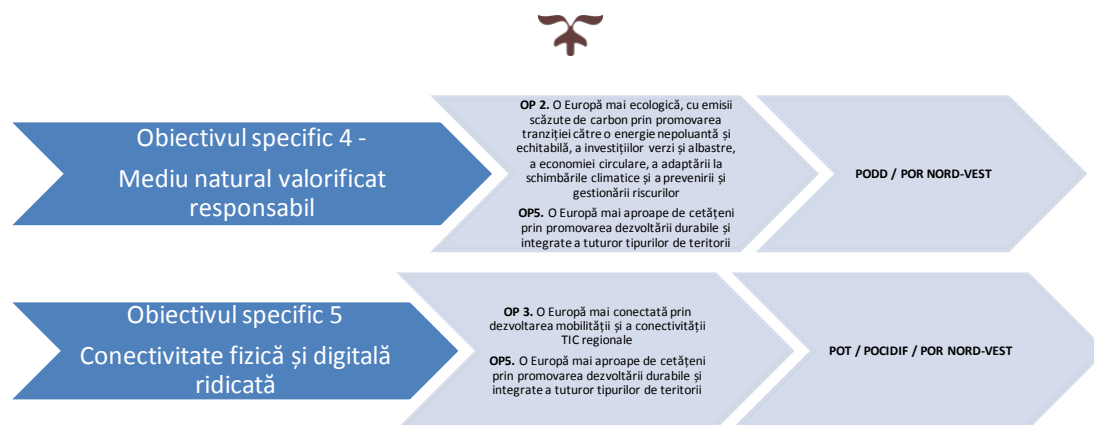 Obiectivul specific 4 -
Mediu natural valorificat
responsabil
OP 2. O Europă mai ecologică, cu emisii
scăzute de carbon prin promovarea
tranziției către o energie nepoluantă și
echitabilă, a investițiilor verzi și albastre,
a economiei circulare, a adaptării la
schimbările climatice și a prevenirii și
gestionării riscurilor
OP5. O Europă mai aproape de cetățeni
prin promovarea dezvoltării durabile și
integrate a tuturor tipurilor de teritorii
PODD / POR NORD-VEST
Obiectivul specific 5
Conectivitate fizică și digitală
ridicată
OP 3. O Europă mai conectată prin
dezvoltarea mobilității și a conectivității
TIC regionale
OP5. O Europă mai aproape de cetățeni
prin promovarea dezvoltării durabile și
integrate a tuturor tipurilor de teritorii
POT / POCIDIF / POR NORD-VEST